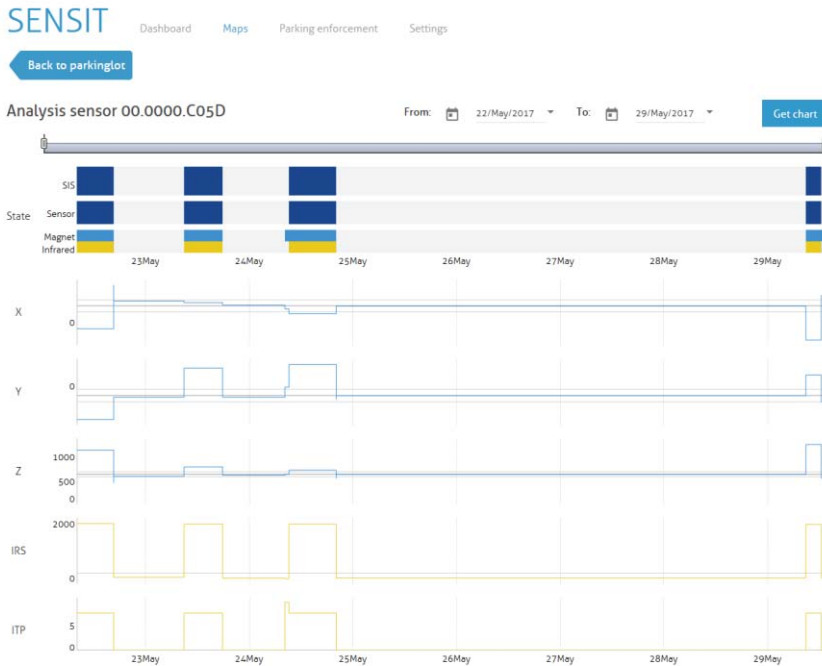 SENSIT Dashboard Maps Parking enforcement Settings
Back to parkinglot
Analysis sensor 00.0000.C05D From: 22/May/2017 To: 29/May/2017 Get chart
SIS
State Sensor
Magnet
Infrared
23May 24May 25May 26May 27May 28May 29May
X
0
0
Y
1000
Z
500
0
2000
IRS
0
5
ITP
0
23May 24May 25May 26May 27May 28May 29May